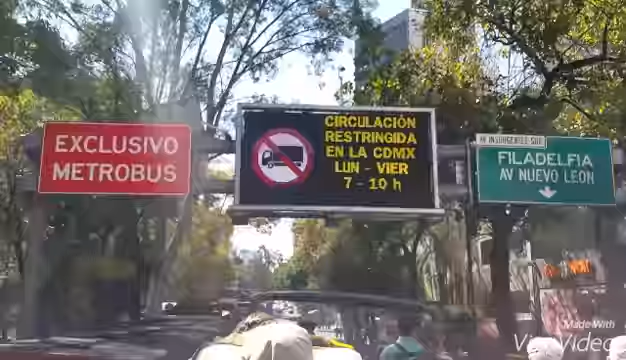 EXCLUSIVO
METROBUS
CIRCULACIÓN
RESTRINGIDA
EN LA CDMX
LUN - VIER
7 - 10 h
AV INSURGENTES SUR
FILADELFIA
AV NUEVO LEON
Made With
VivaVideo